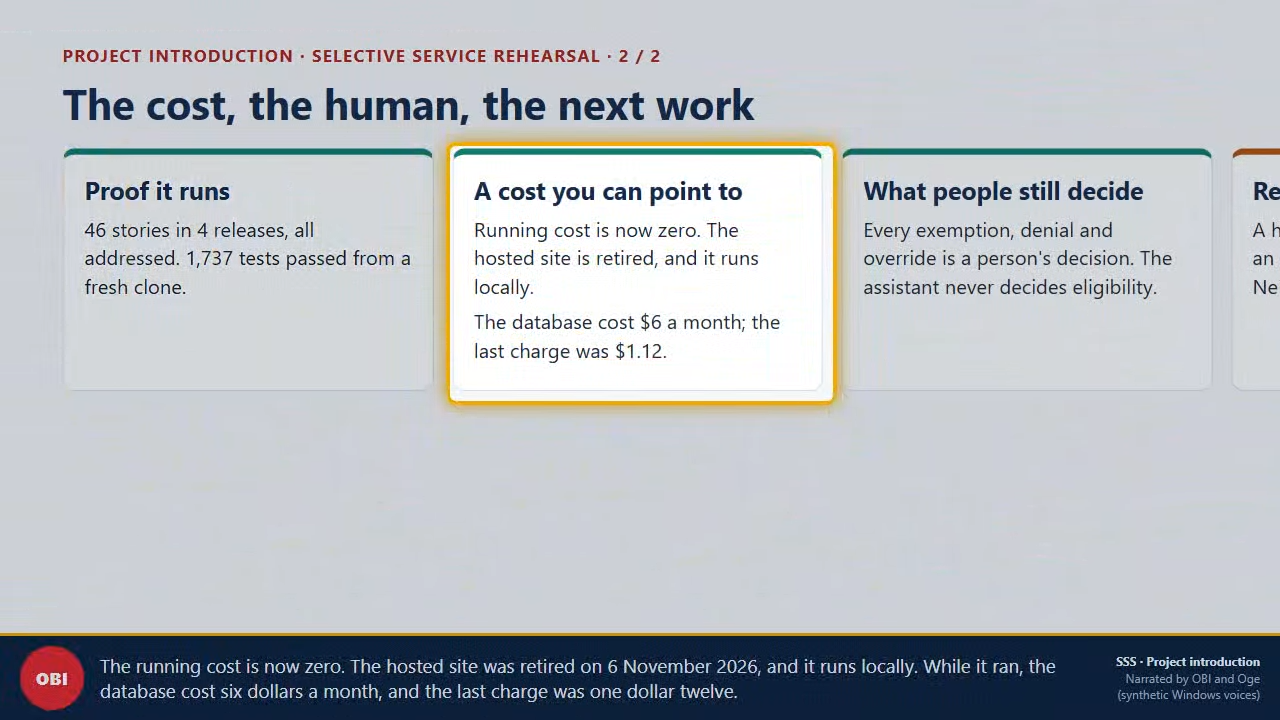 PROJECT INTRODUCTION · SELECTIVE SERVICE REHEARSAL · 2 / 2
The cost, the human, the next work
Proof it runs
46 stories in 4 releases, all
addressed. 1,737 tests passed from a
fresh clone.
A cost you can point to
Running cost is now zero. The
hosted site is retired, and it runs
locally.
The database cost $6 a month; the
last charge was $1.12.
What people still decide
Every exemption, denial and
override is a person's decision. The
assistant never decides eligibility.
Re
A h
an
Ne
OBI
The running cost is now zero. The hosted site was retired on 6 November 2026, and it runs locally. While it ran, the
database cost six dollars a month, and the last charge was one dollar twelve.
SSS · Project introduction
Narrated by OBI and Oge
(synthetic Windows voices)